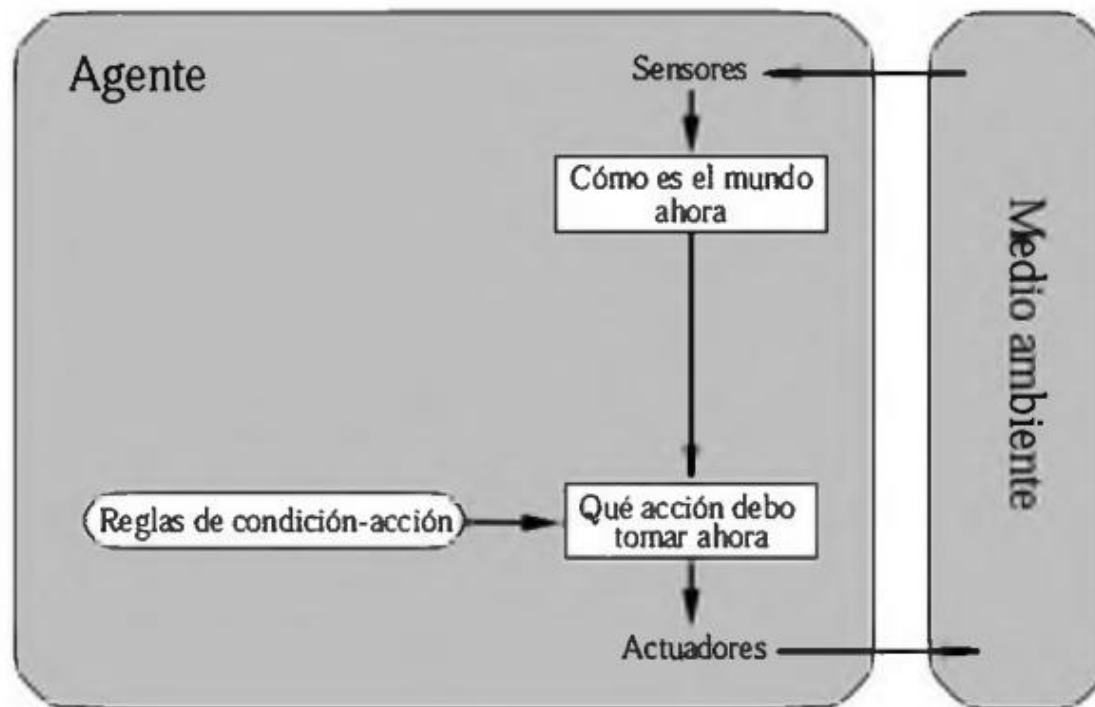 Agente
Sensores
Cómo es el mundo
ahora
Reglas de condición-acción
Qué acción debo
tomar ahora
Actuadores
Medio ambiente